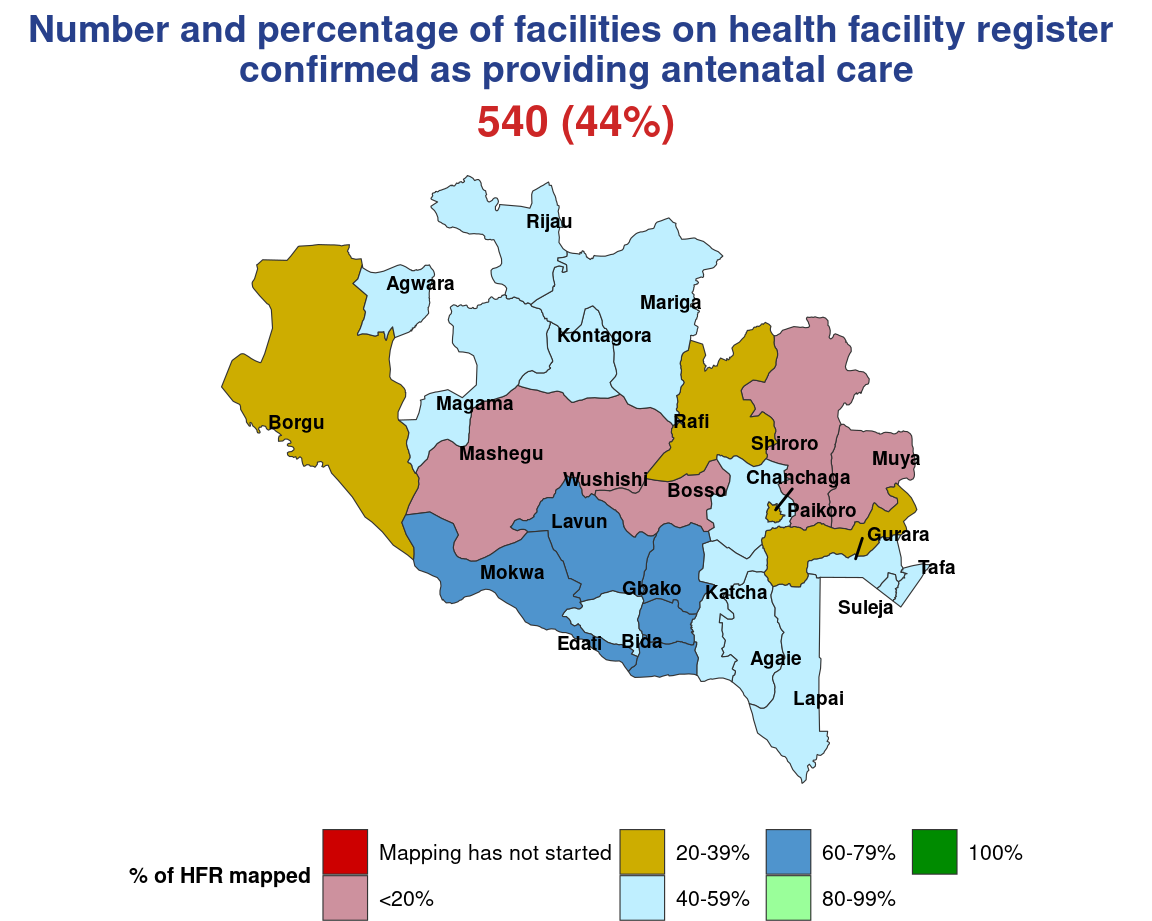 Number and percentage of facilities on health facility register
confirmed as providing antenatal care
540 (44%)
Rijau
Agwara
Mariga
Kontagora
Magama
Borgu
Rafi
Shiroro
Mashegu
Muya
Wushishi
Chanchaga
Bosso
Paikoro
Lavun
Gurara
Mokwa
Tafa
Gbako
Katcha
Suleja
Edati
Bida
Agaie
Lapai
% of HFR mapped
Mapping has not started
<20%
20-39%
40-59%
60-79%
80-99%
100%